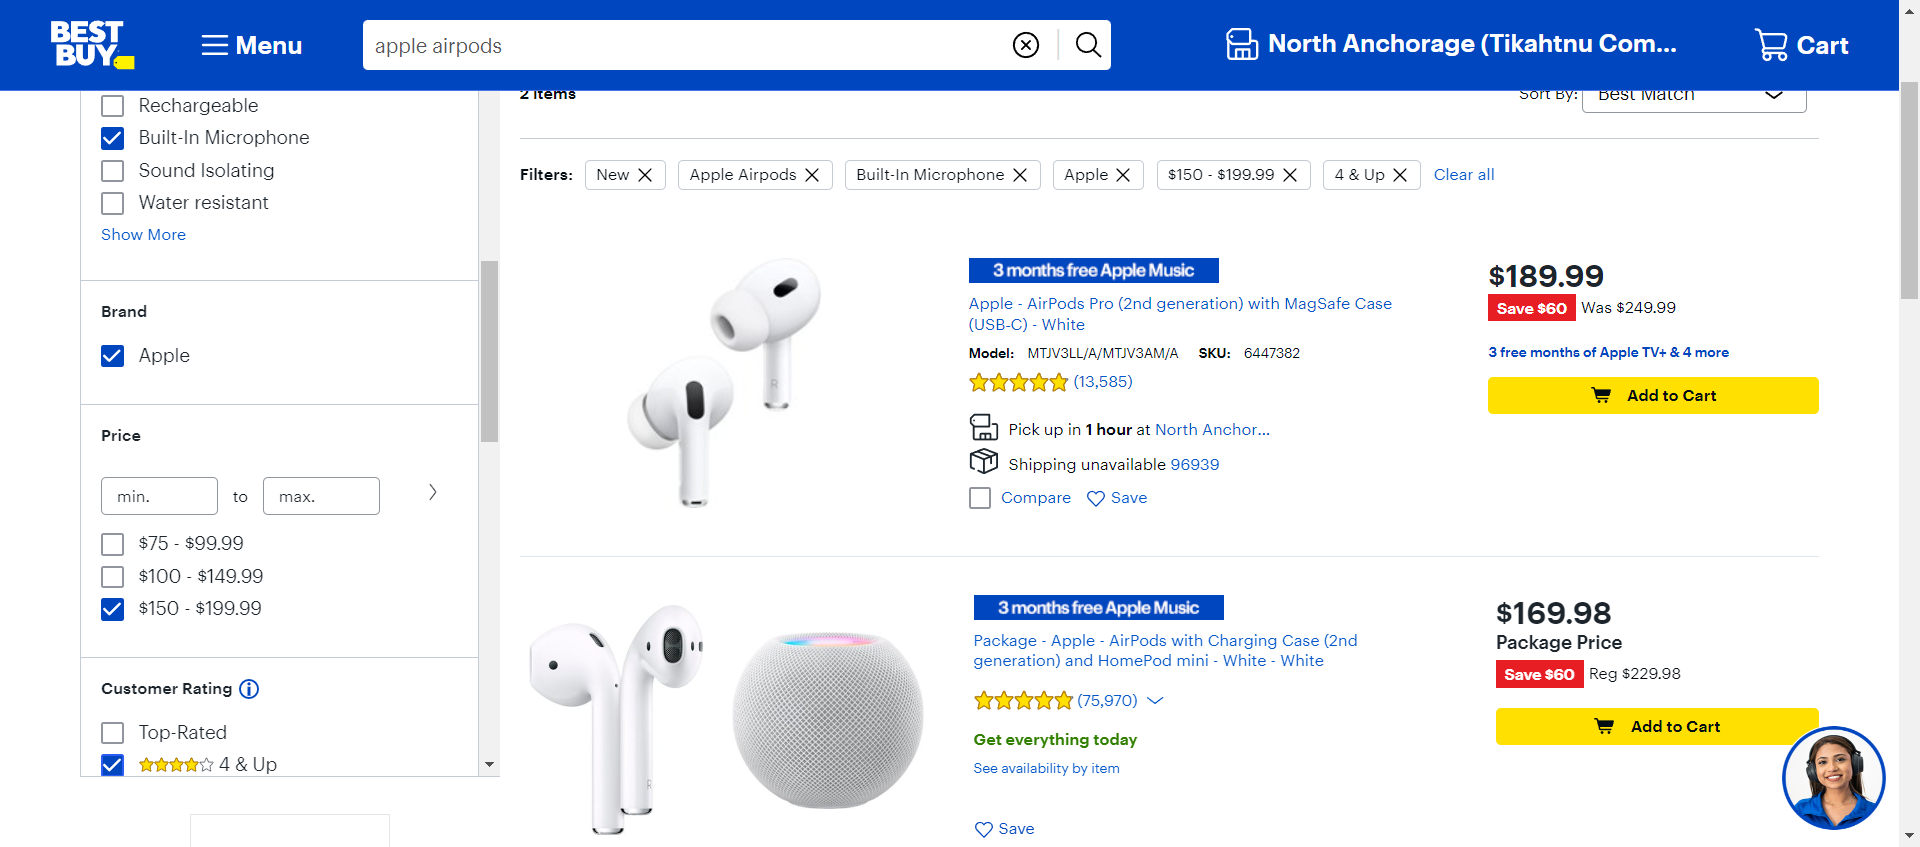 BEST BUY
Menu
apple airpods
North Anchorage (Tikahtnu Com...
Cart
Rechargeable
Built-In Microphone
Sound Isolating
Water resistant
Show More
Brand
Apple
Price
min.
to
max.
$75 - $99.99
$100 - $149.99
$150 - $199.99
Customer Rating
Top-Rated
4 & Up
2 items
Sort By: Best Match
Filters: New Apple Airpods Built-In Microphone Apple $150 - $199.99 4 & Up Clear all
3 months free Apple Music
Apple - AirPods Pro (2nd generation) with MagSafe Case
(USB-C) - White
Model: MTJV3LL/A/MTJV3AM/A SKU: 6447382
(13,585)
Pick up in 1 hour at North Anchor...
Shipping unavailable 96939
Compare Save
$189.99
Save $60 Was $249.99
3 free months of Apple TV+ & 4 more
Add to Cart
3 months free Apple Music
Package - Apple - AirPods with Charging Case (2nd
generation) and HomePod mini - White - White
(75,970)
Get everything today
See availability by item
Save
$169.98
Package Price
Save $60 Reg $229.98
Add to Cart